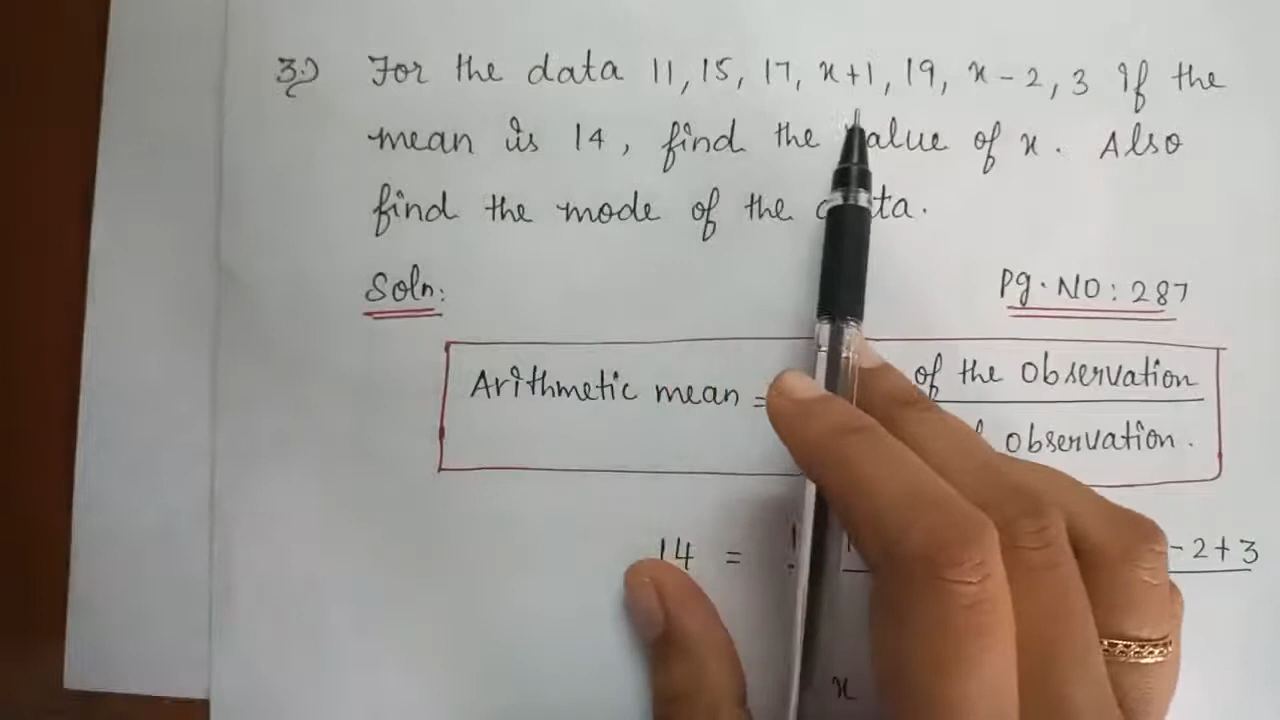 3.) For the data 11, 15, 17, x+1, 19, x-2, 3 If the
mean is 14, find the value of x. Also
find the mode of the data.
Soln:
Pg. NO: 287
Arithmetic mean = of the Observation
observation.
14 = -2+3
x